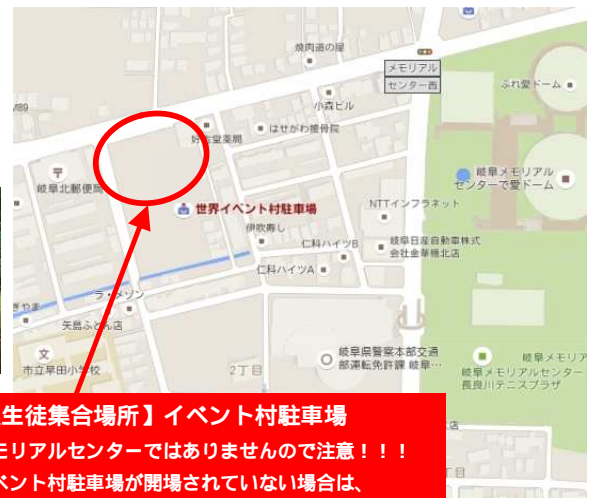 焼肉道の屋
メモリアル
センター西
ふれ愛ドーム
小森ビル
はせがわ接骨院
好生堂薬局
岐阜北郵便局
岐阜メモリアル
センターで愛ドーム
世界イベント村駐車場
NTTインフラネット
伊吹寿し
仁科ハイツB
岐阜日産自動車株式
会社金華橋北店
仁科ハイツA
ラ・メゾン
矢島ふとん店
文
市立早田小学校
2丁目
岐阜県警察本部交通
部運転免許課 岐阜…
岐阜メモリア
岐阜メモリアルセンター
長良川テニスプラザ
生徒集合場所】イベント村駐車場
モリアルセンターではありませんので注意！！！
ベント村駐車場が開場されていない場合は、